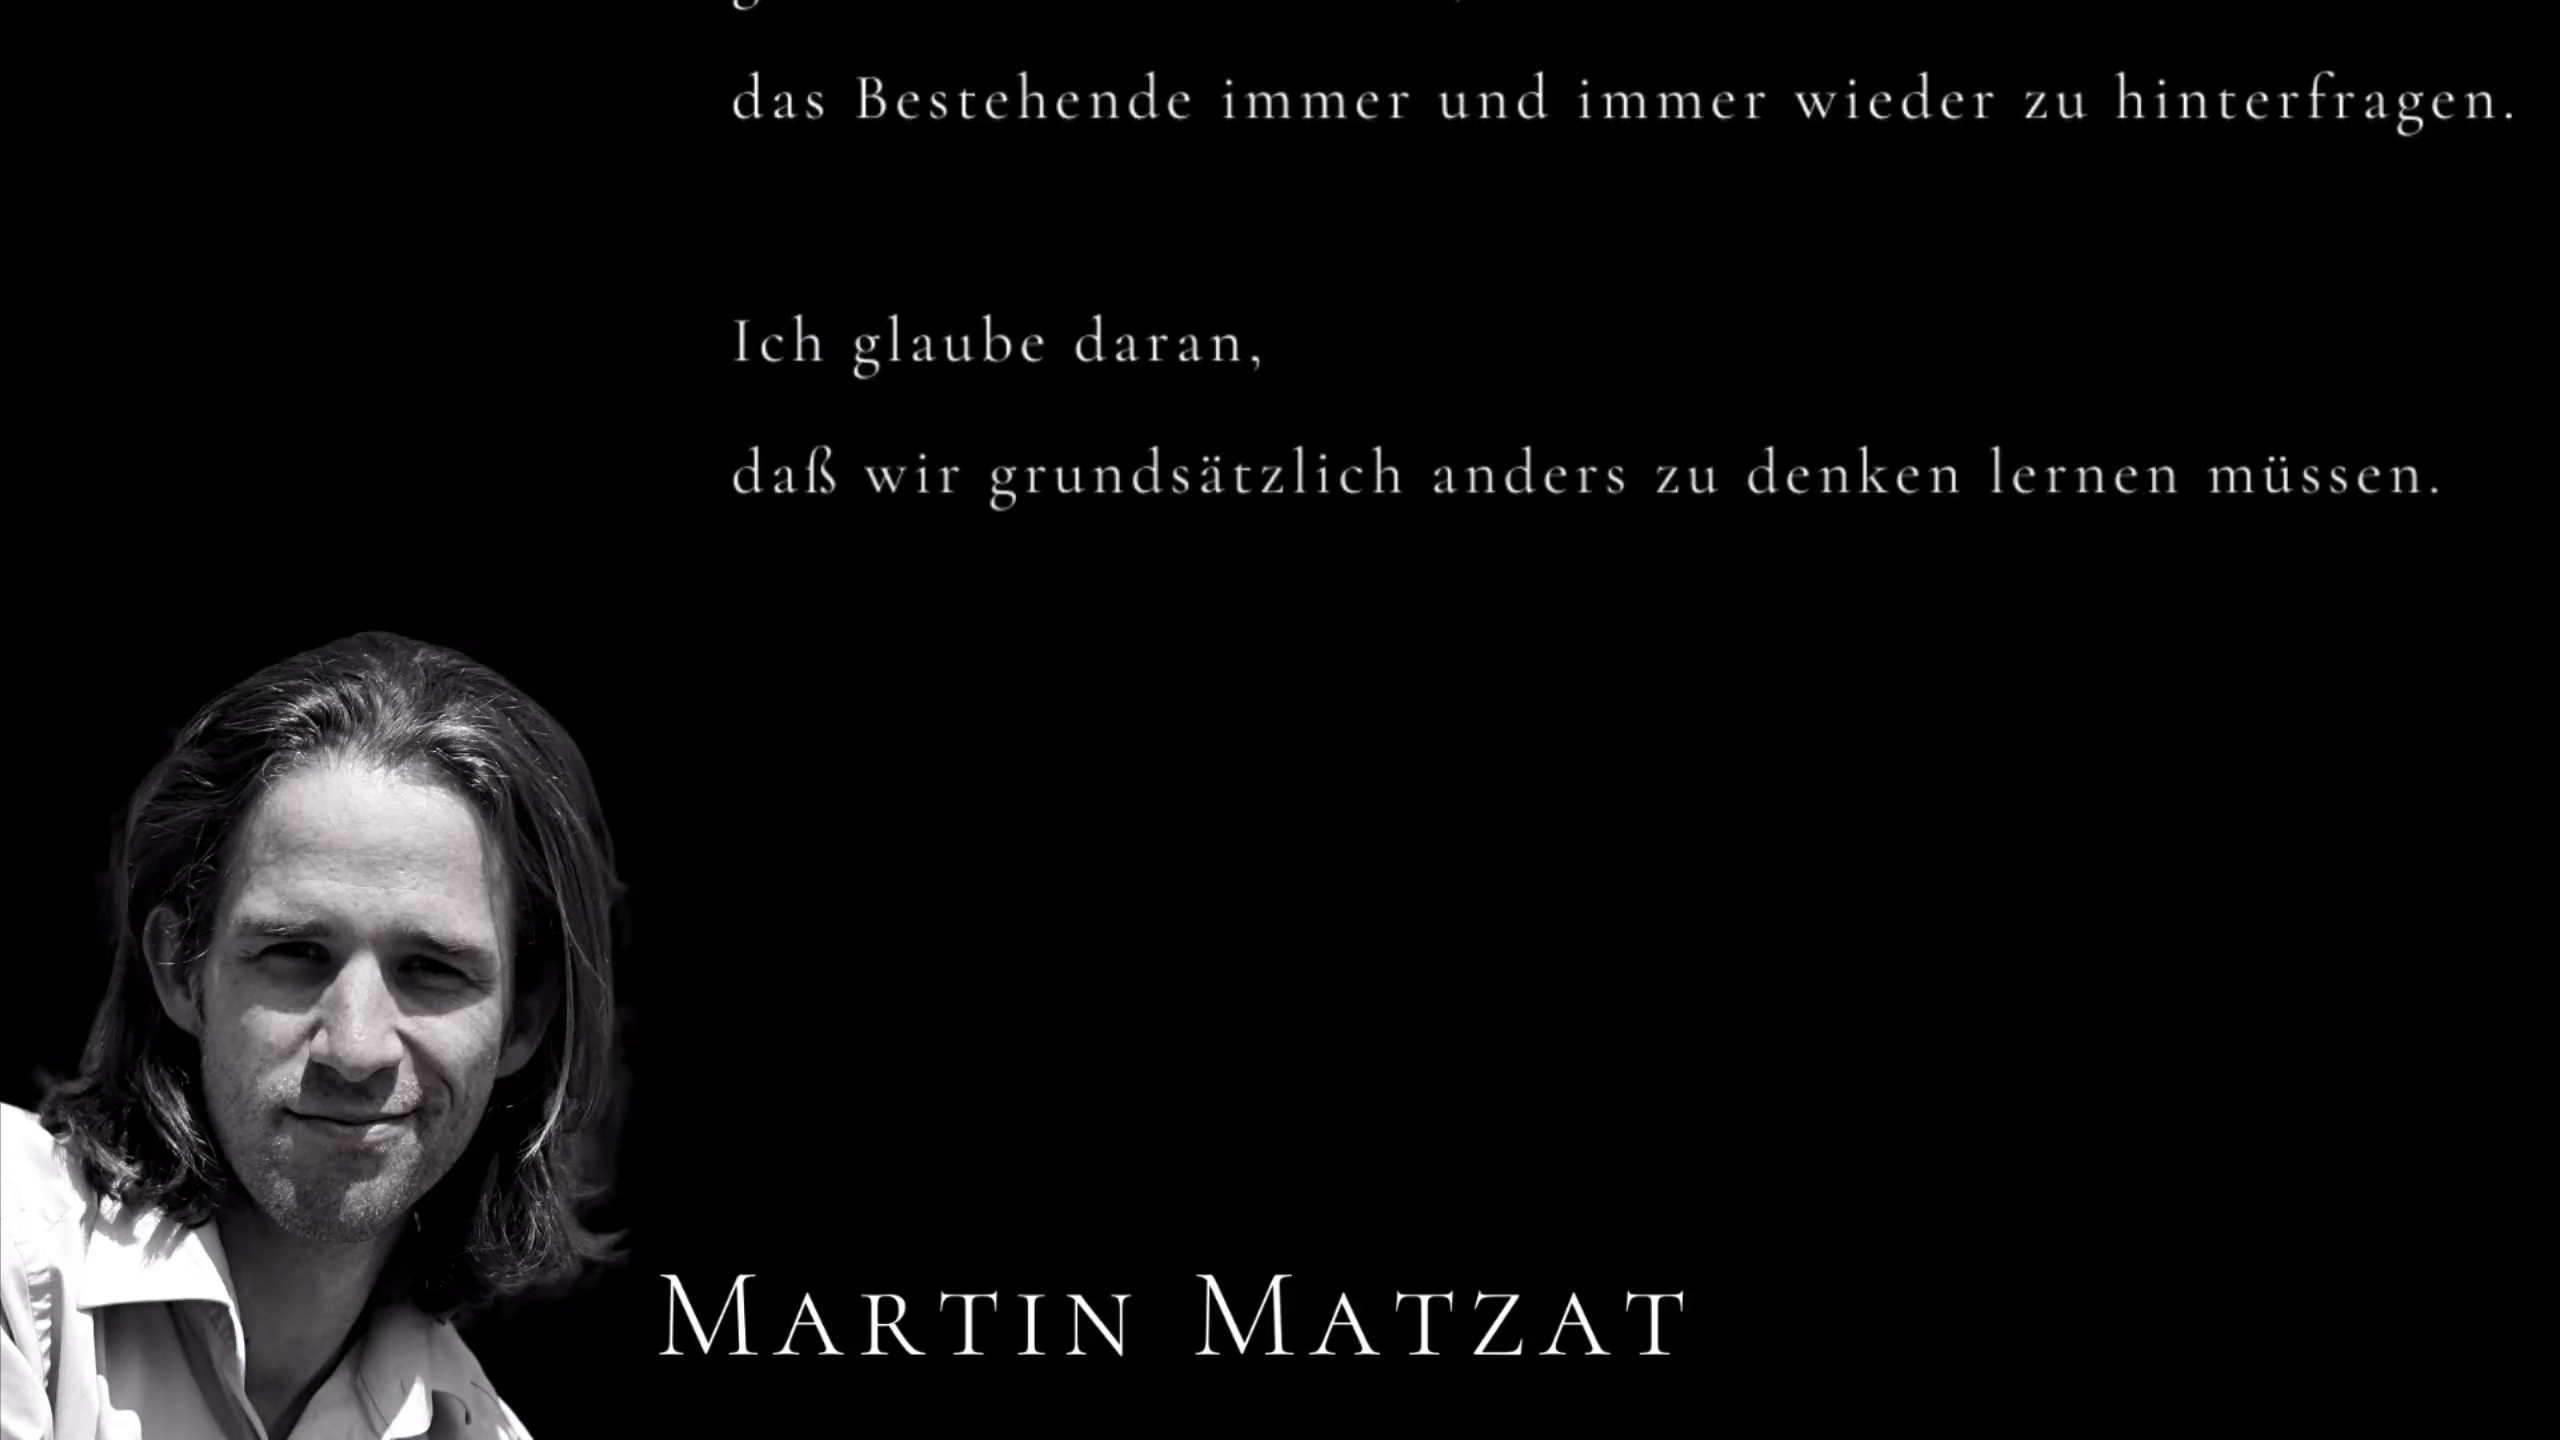 das Bestehende immer und immer wieder zu hinterfragen.
Ich glaube daran,
daß wir grundsätzlich anders zu denken lernen müssen.
Martin Matzat